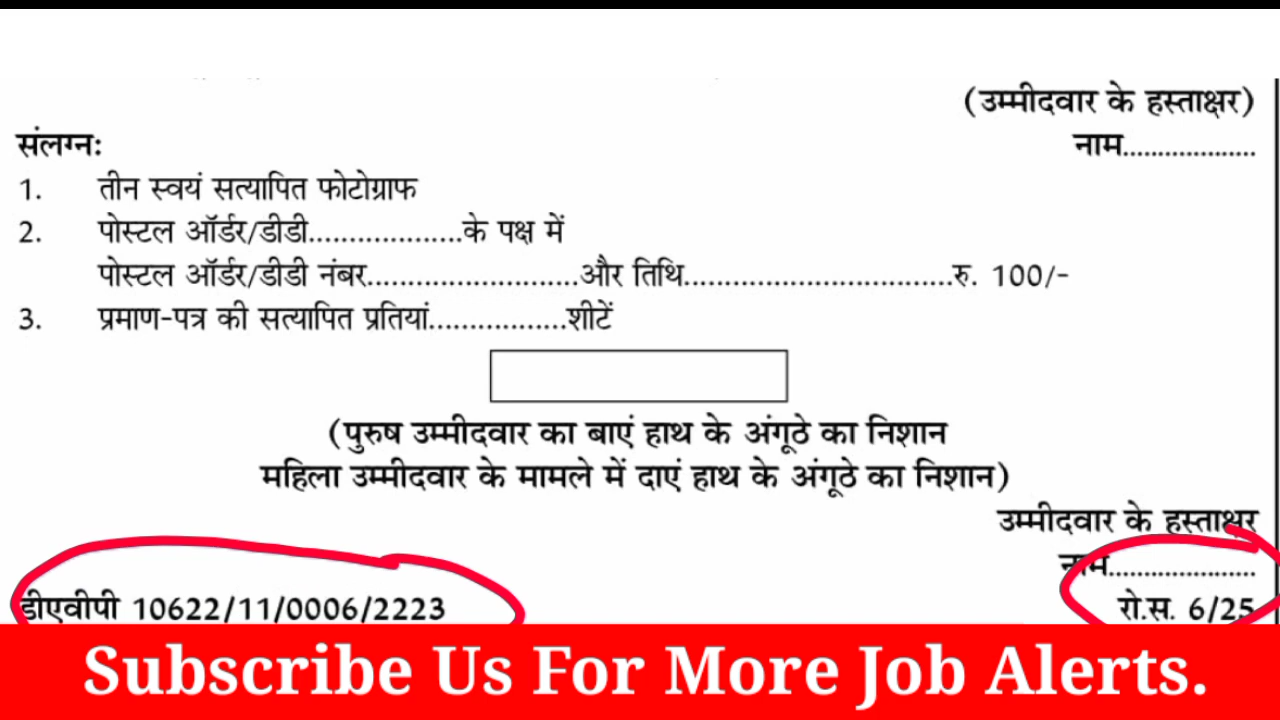 (उम्मीदवार के हस्ताक्षर)
संलग्नः
नाम...................
1. तीन स्वयं सत्यापित फोटोग्राफ
2. पोस्टल ऑर्डर/डीडी...................के पक्ष में
पोस्टल ऑर्डर/डीडी नंबर..........................और तिथि.................................रु. 100/-
3. प्रमाण-पत्र की सत्यापित प्रतियां.................शीटें
(पुरुष उम्मीदवार का बाएं हाथ के अंगूठे का निशान
महिला उम्मीदवार के मामले में दाएं हाथ के अंगूठे का निशान)
उम्मीदवार के हस्ताक्षर
नाम.....................
डीएवीपी 10622/11/0006/2223
रो.स. 6/25
Subscribe Us For More Job Alerts.